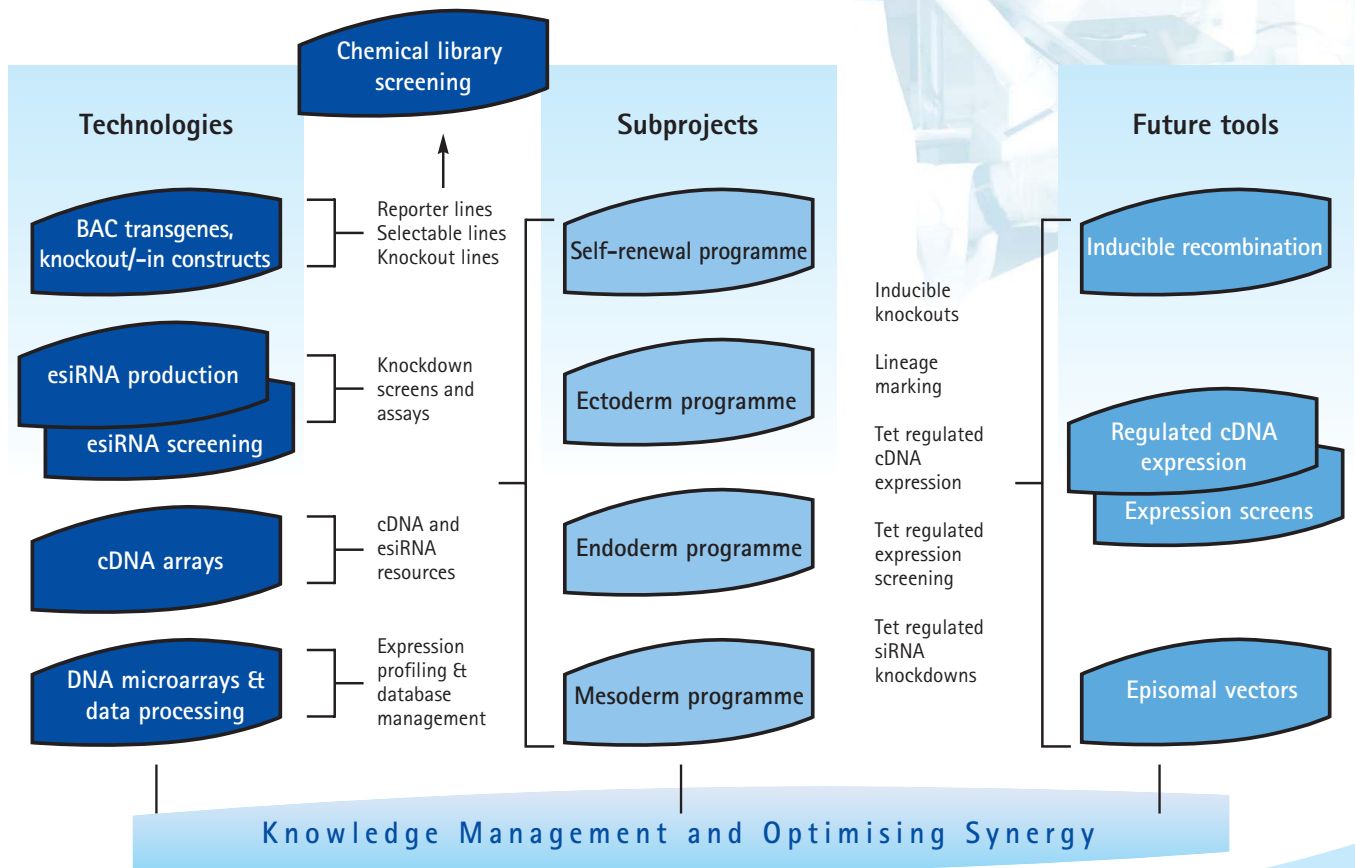 Chemical library
screening
Technologies
BAC transgenes,
knockout/-in constructs
esiRNA production
esiRNA screening
cDNA arrays
DNA microarrays &
data processing
Reporter lines
Selectable lines
Knockout lines
Knockdown
screens and
assays
cDNA and
esiRNA
resources
Expression
profiling &
database
management
Subprojects
Self-renewal programme
Ectoderm programme
Endoderm programme
Mesoderm programme
Inducible
knockouts
Lineage
marking
Tet regulated
cDNA
expression
Tet regulated
expression
screening
Tet regulated
siRNA
knockdowns
Future tools
Inducible recombination
Regulated cDNA
expression
Expression screens
Episomal vectors
Knowledge Management and Optimising Synergy